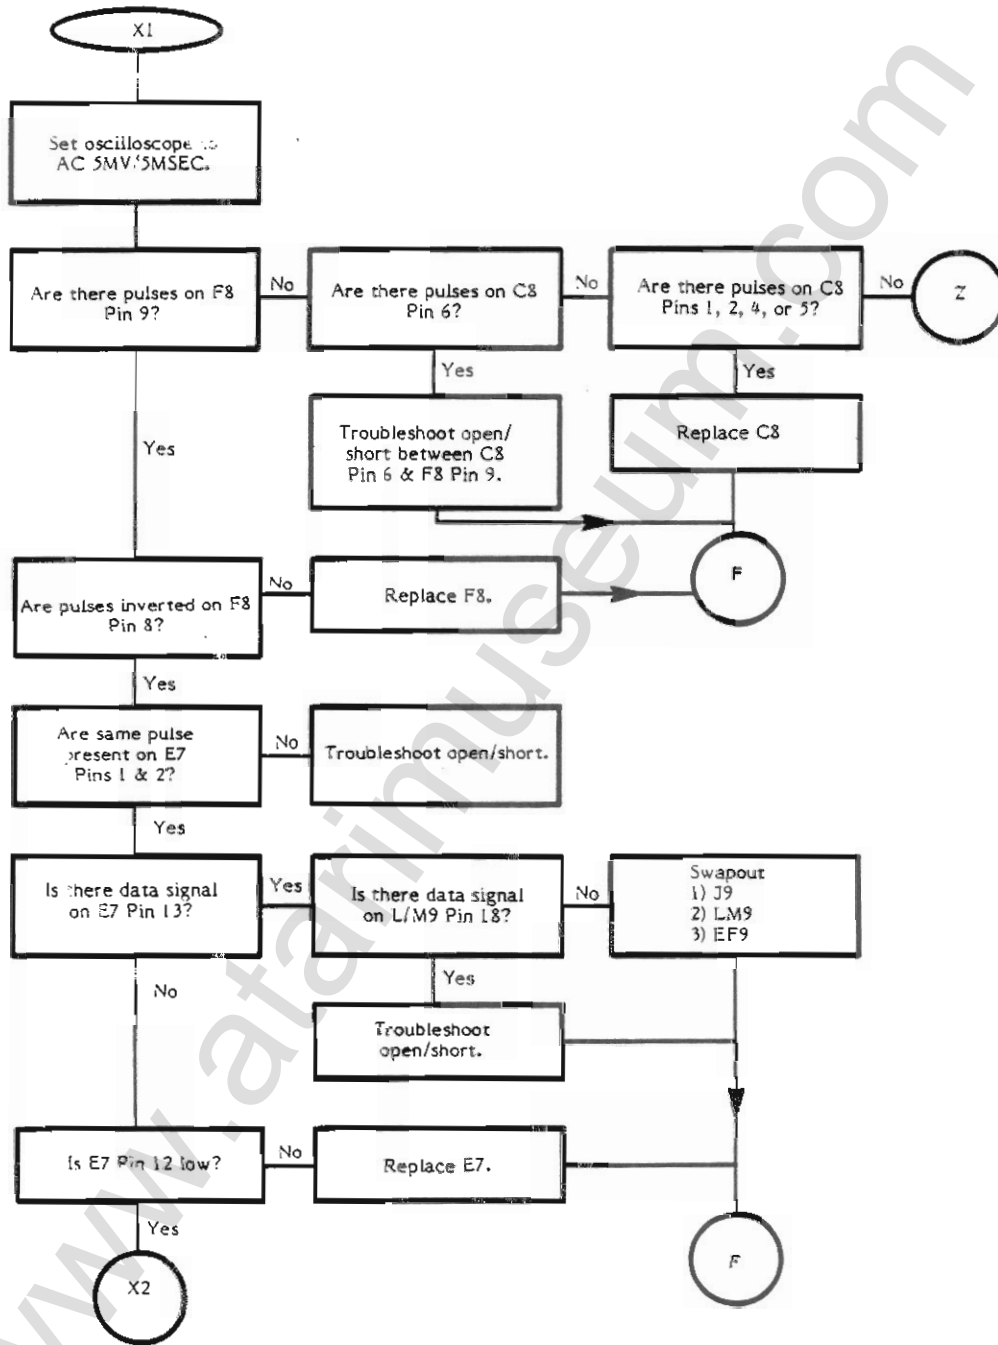 X1
Set oscilloscope to
AC 5MV/5MSEC.
Are there pulses on F8
Pin 9?
No
Are there pulses on C8
Pin 6?
No
Are there pulses on C8
Pins 1, 2, 4, or 5?
No
Z
Yes
Yes
Yes
Troubleshoot open/
short between C8
Pin 6 & F8 Pin 9.
Replace C8
F
Are pulses inverted on F8
Pin 8?
No
Replace F8.
Yes
Are same pulse
present on E7
Pins 1 & 2?
No
Troubleshoot open/short.
Yes
Is there data signal
on E7 Pin 13?
Yes
Is there data signal
on L/M9 Pin 18?
No
Swapout
1) J9
2) LM9
3) EF9
No
Yes
Troubleshoot
open/short.
Is E7 Pin 12 low?
No
Replace E7.
Yes
X2
F
www.atarimuseum.com